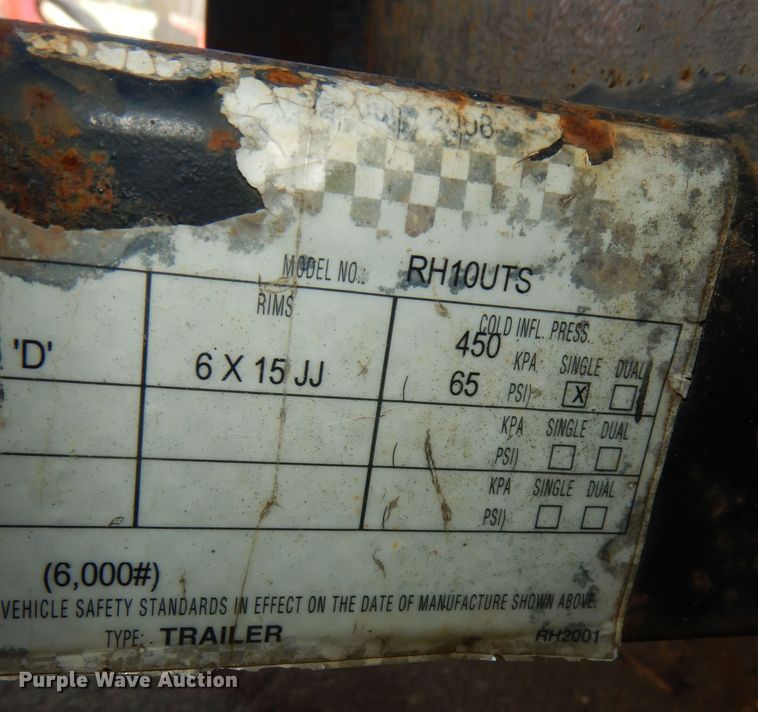 2008
MODEL NO.: RH10UTS
RIMS COLD INFL. PRESS.
'D' 6 X 15 JJ 450 KPA SINGLE DUAL
( 65 PSI) X
KPA SINGLE DUAL
( PSI)
KPA SINGLE DUAL
( PSI)
(6,000#)
VEHICLE SAFETY STANDARDS IN EFFECT ON THE DATE OF MANUFACTURE SHOWN ABOVE.
TYPE: TRAILER RH2001
Purple Wave Auction